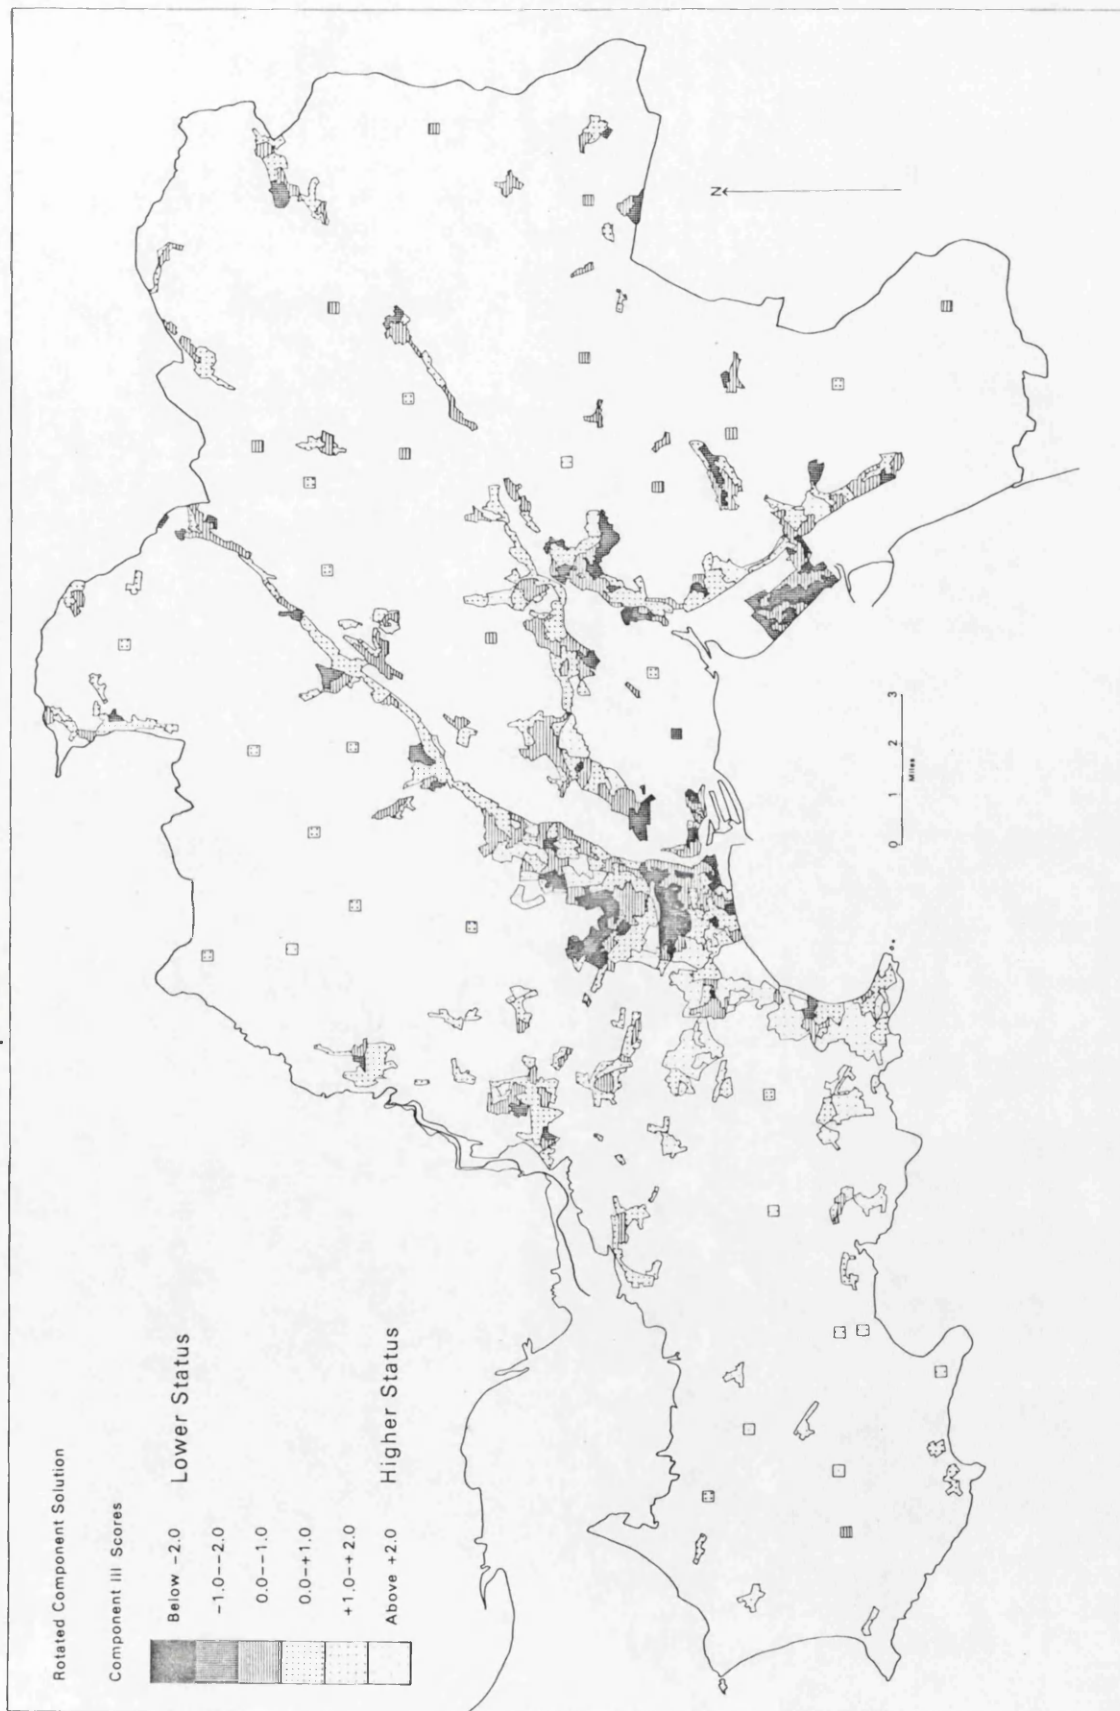 Rotated Component Solution
Component III Scores
Below -2.0
-1.0--2.0
0.0--1.0
0.0-+1.0
+1.0-+2.0
Above +2.0
Lower Status
Higher Status
N
0 1 2 3
Miles